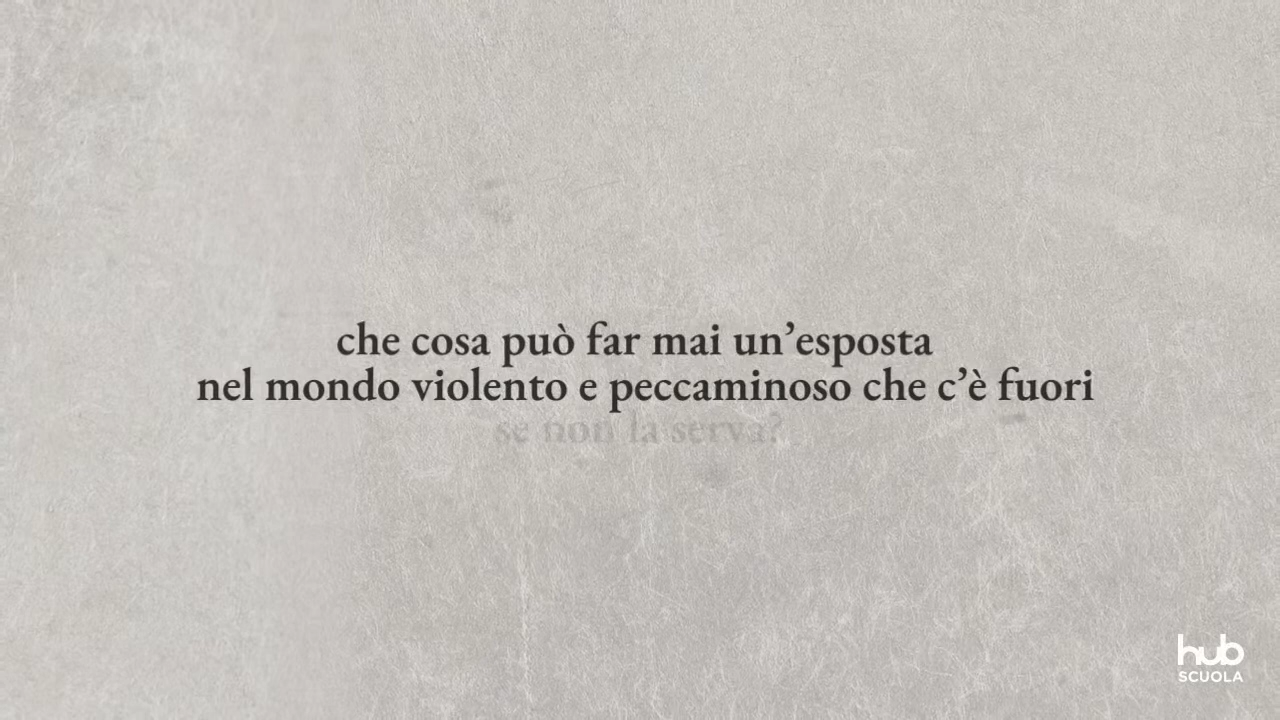 che cosa può far mai un’esposta
nel mondo violento e peccaminoso che c’è fuori
se non la serva?
hub
SCUOLA